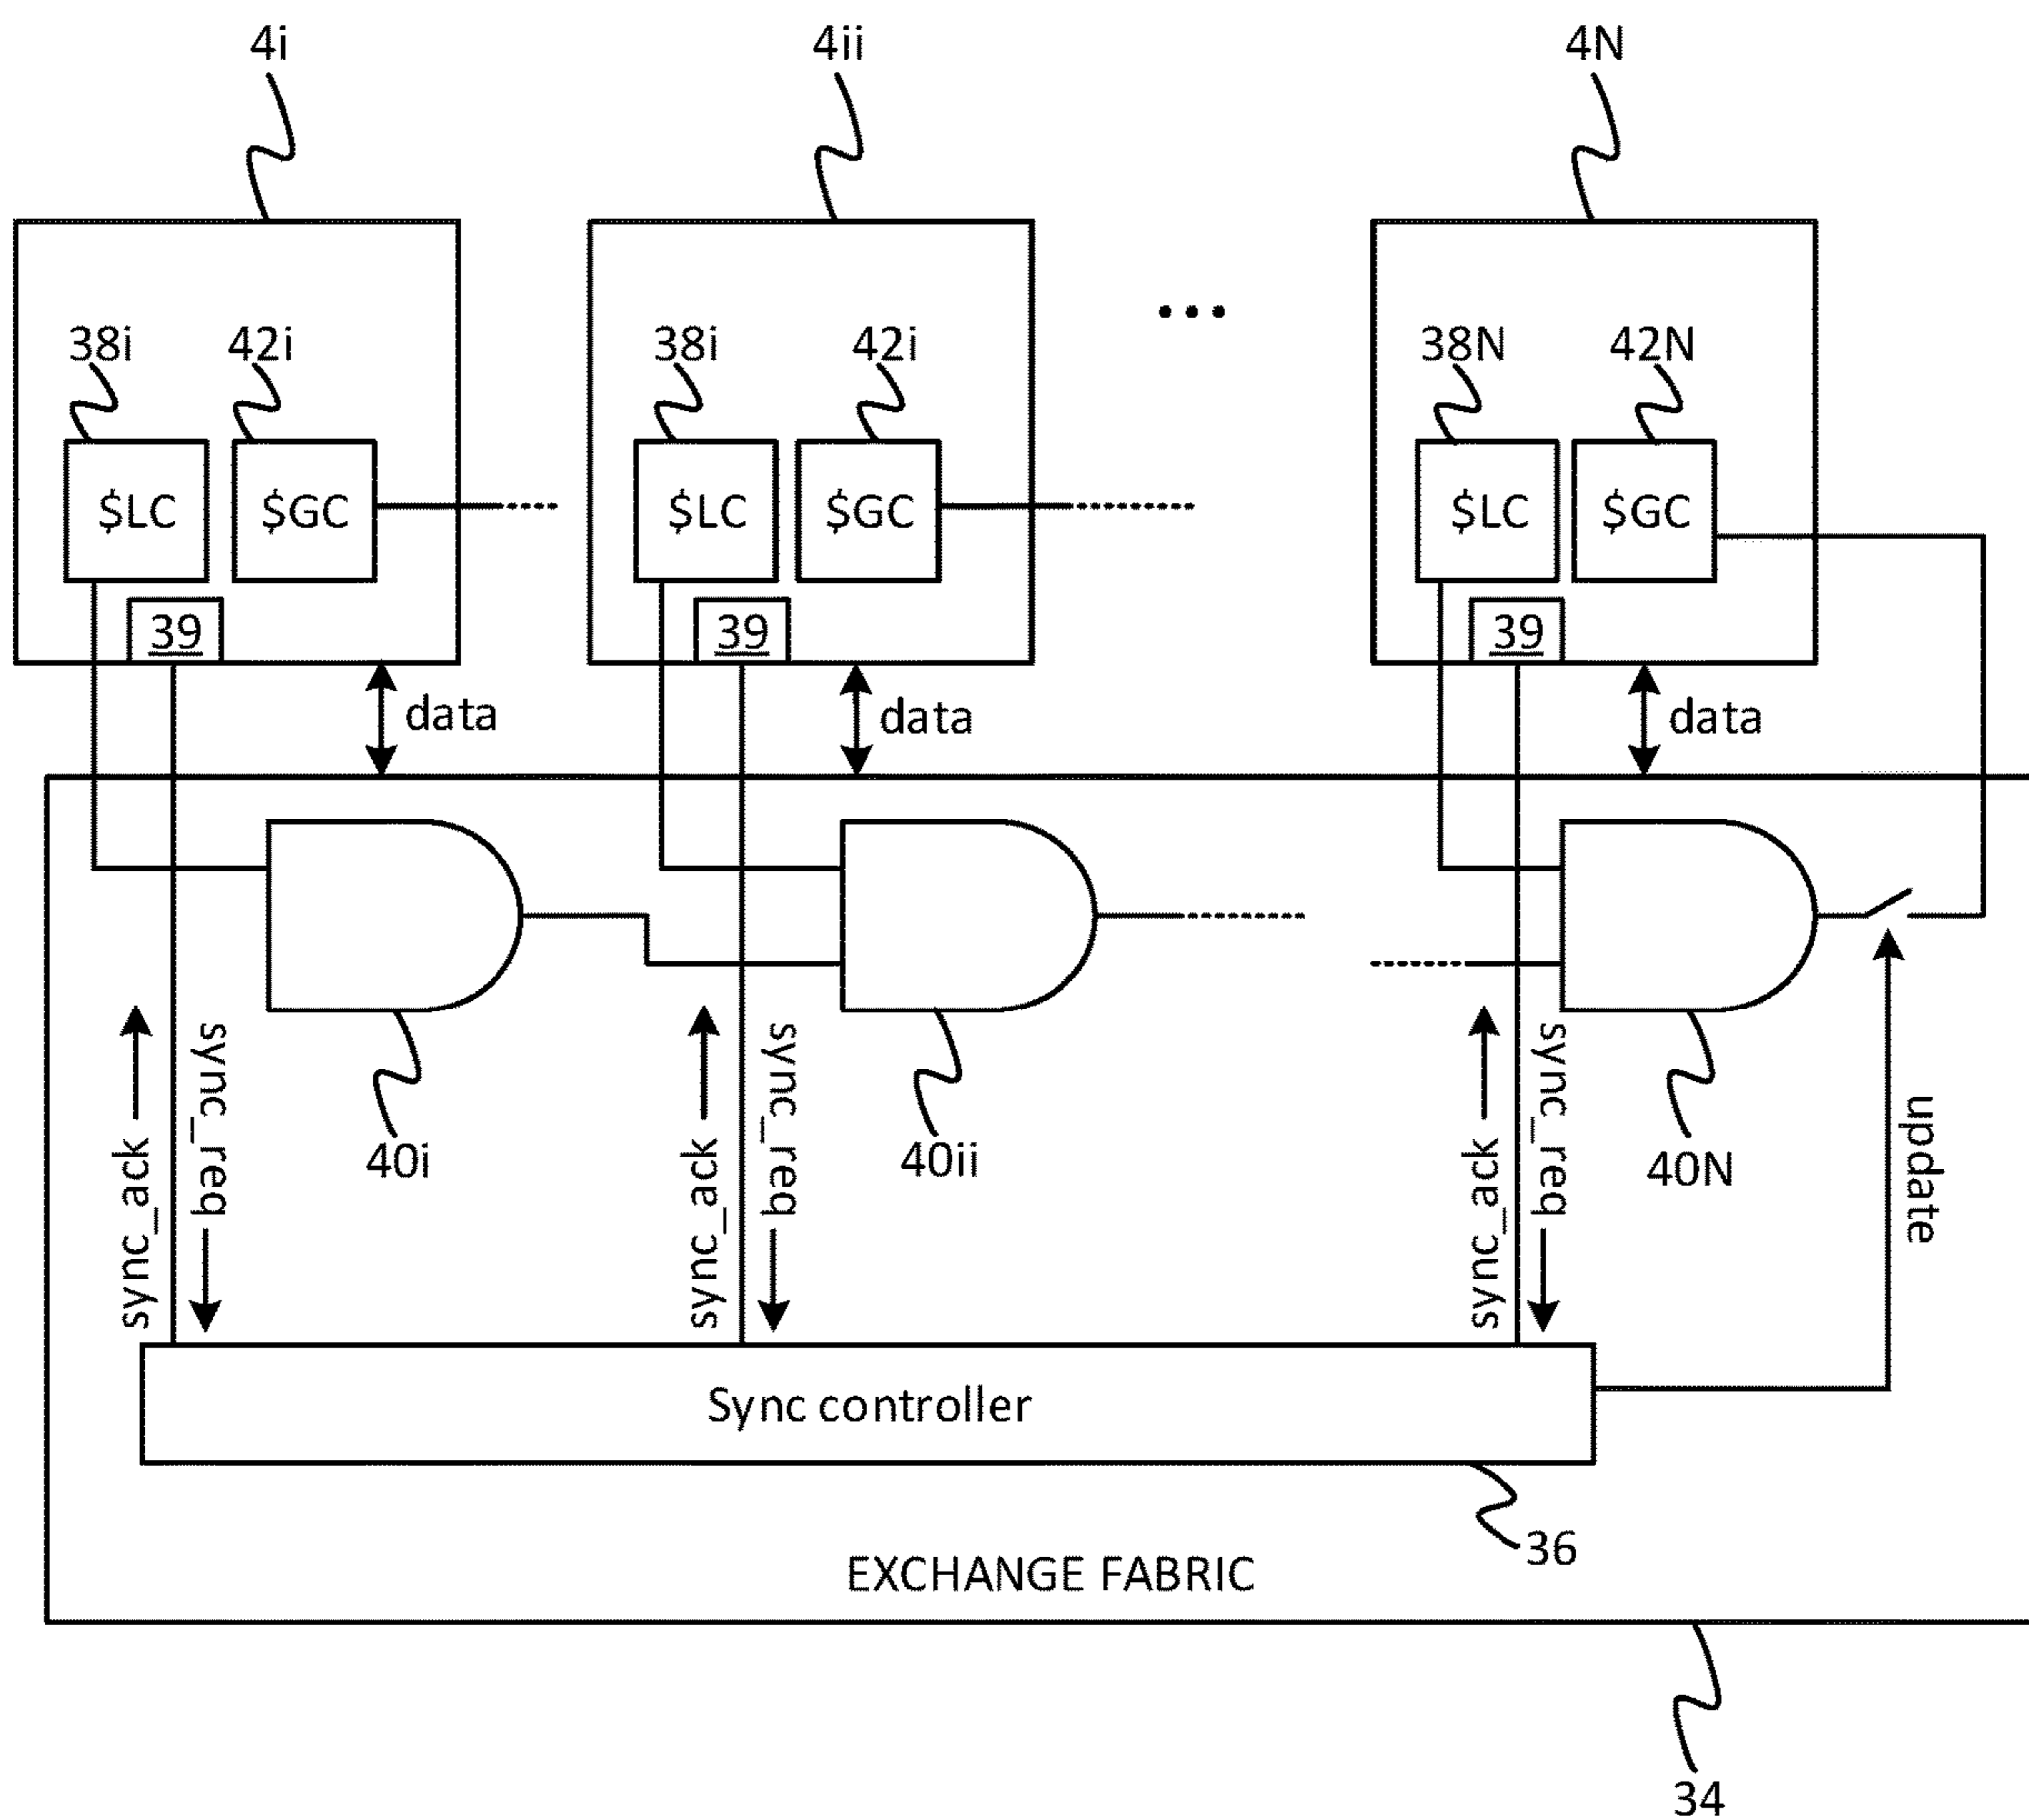 4i 4ii 4N
...
38i 42i 38i 42i 38N 42N
$LC $GC $LC $GC $LC $GC
39 39 39
data data data
sync_ack sync_req sync_ack sync_req sync_ack sync_req
40i 40ii 40N
update
Sync controller
36
EXCHANGE FABRIC
34